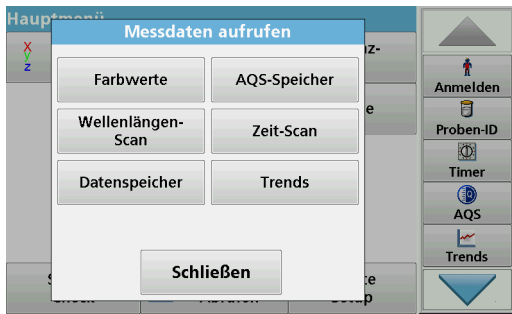 Hauptmenü
Messdaten aufrufen
X
y
z
Farbwerte
AQS-Speicher
Wellenlängen-
Scan
Zeit-Scan
Datenspeicher
Trends
Schließen
Anmelden
Proben-ID
Timer
AQS
Trends